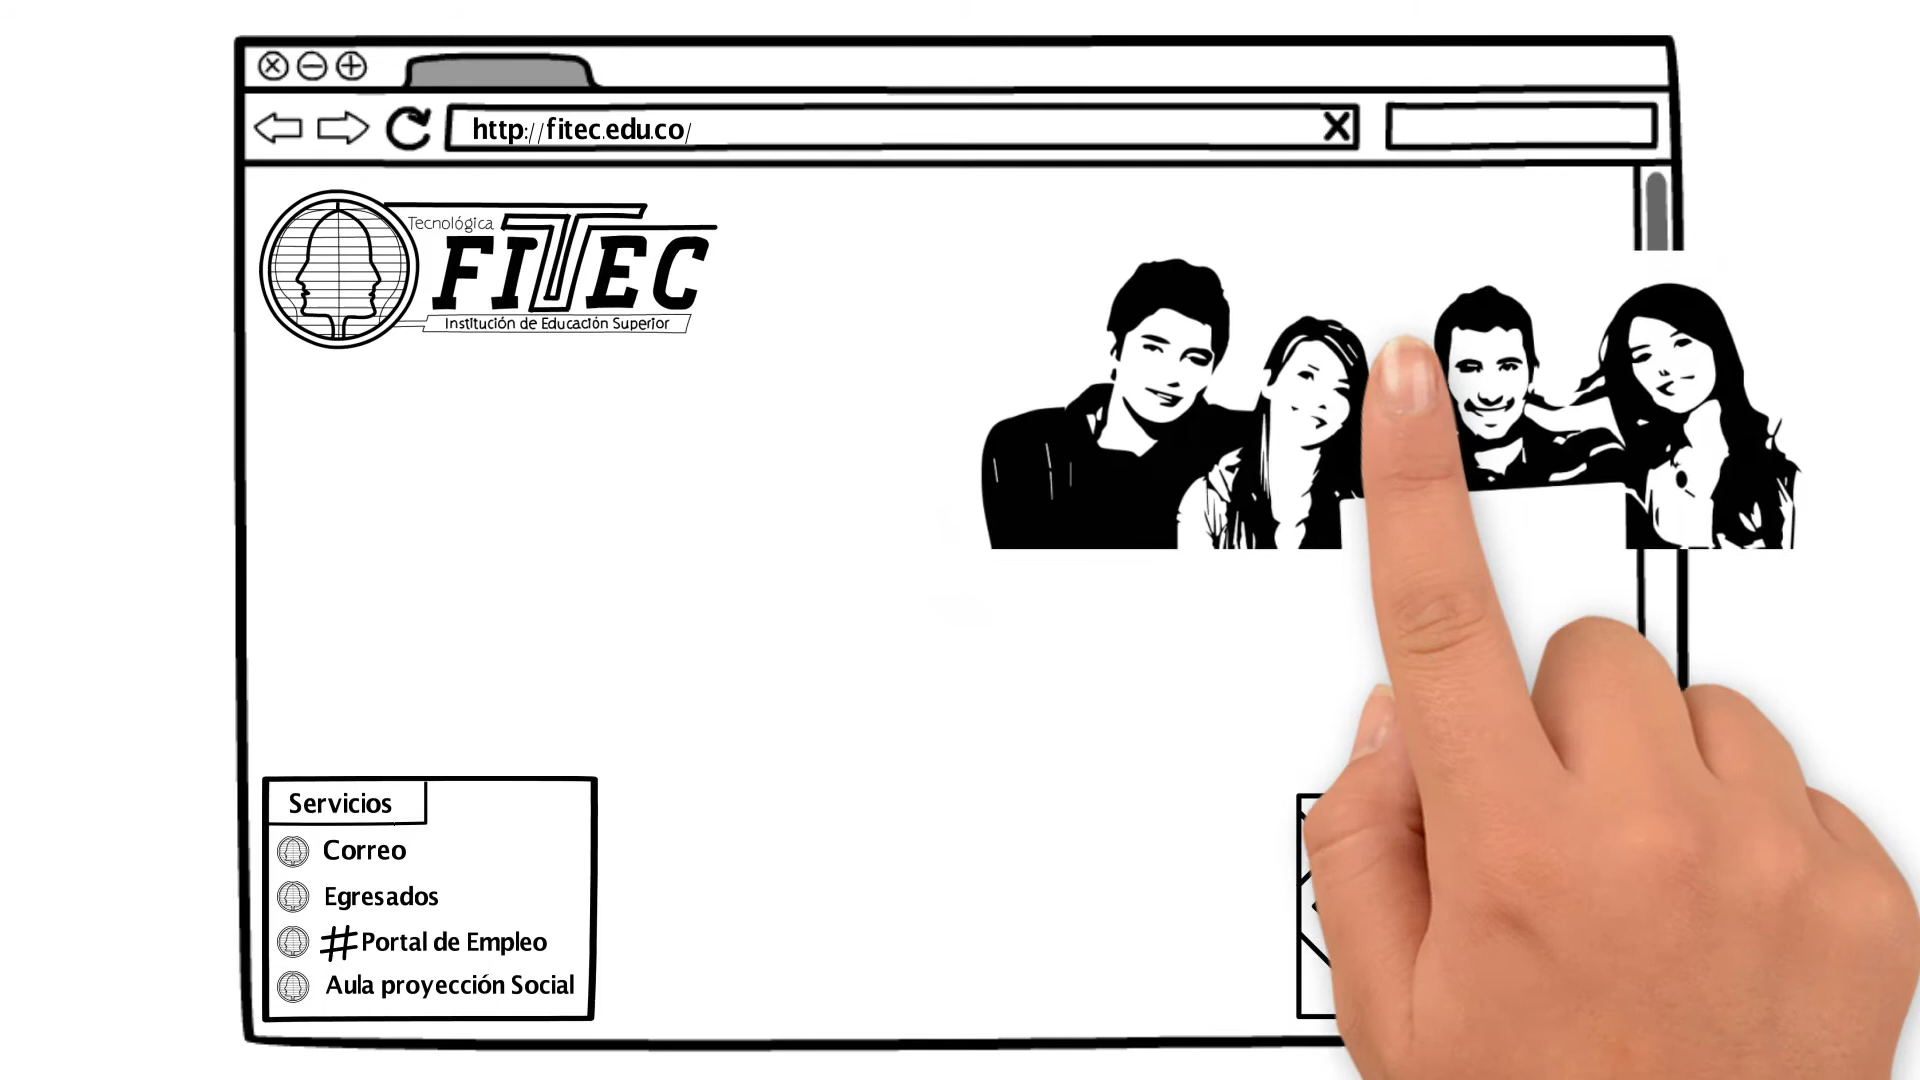 http://fitec.edu.co/
Tecnológica
FITEC
Institución de Educación Superior
Servicios
Correo
Egresados
#Portal de Empleo
Aula proyección Social